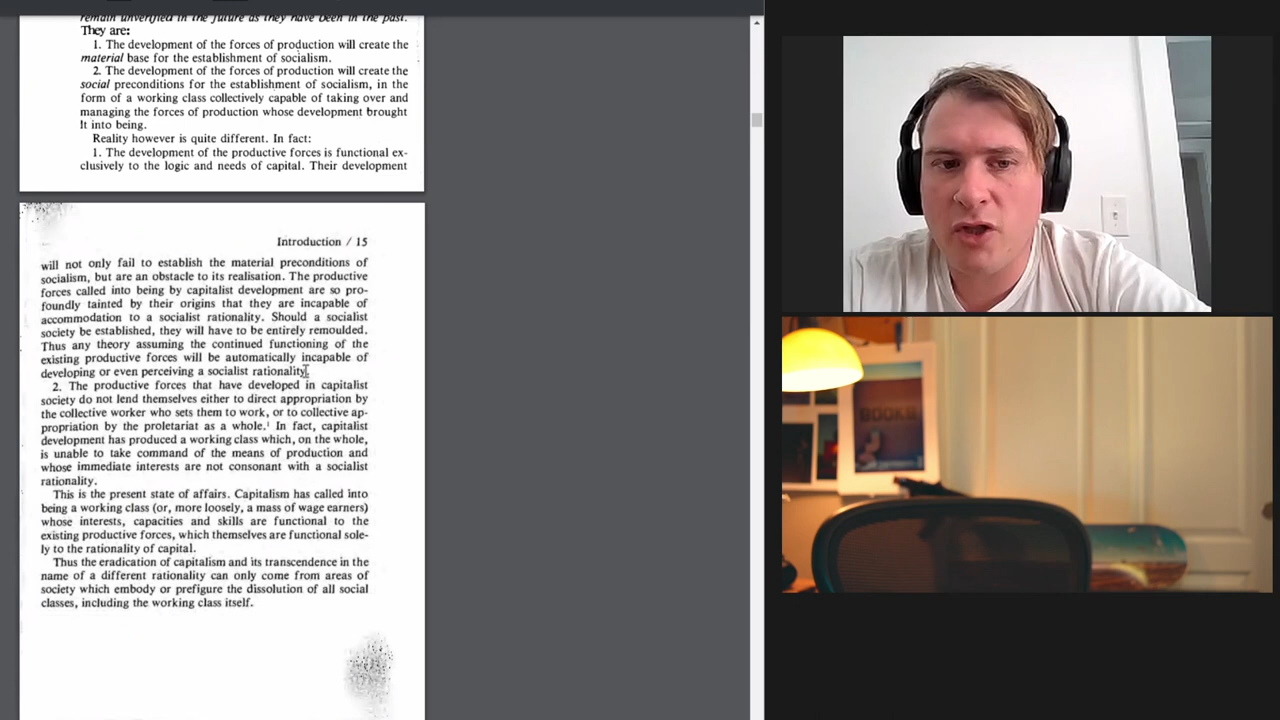 remain unverified in the future as they have been in the past.
They are:
1. The development of the forces of production will create the
material base for the establishment of socialism.
2. The development of the forces of production will create the
social preconditions for the establishment of socialism, in the
form of a working class collectively capable of taking over and
managing the forces of production whose development brought
it into being.
Reality however is quite different. In fact:
1. The development of the productive forces is functional ex-
clusively to the logic and needs of capital. Their development
Introduction / 15
will not only fail to establish the material preconditions of
socialism, but are an obstacle to its realisation. The productive
forces called into being by capitalist development are so pro-
foundly tainted by their origins that they are incapable of
accommodation to a socialist rationality. Should a socialist
society be established, they will have to be entirely remoulded.
Thus any theory assuming the continued functioning of the
existing productive forces will be automatically incapable of
developing or even perceiving a socialist rationality.
2. The productive forces that have developed in capitalist
society do not lend themselves either to direct appropriation by
the collective worker who sets them to work, or to collective ap-
propriation by the proletariat as a whole.¹ In fact, capitalist
development has produced a working class which, on the whole,
is unable to take command of the means of production and
whose immediate interests are not consonant with a socialist
rationality.
This is the present state of affairs. Capitalism has called into
being a working class (or, more loosely, a mass of wage earners)
whose interests, capacities and skills are functional to the
existing productive forces, which themselves are functional sole-
ly to the rationality of capital.
Thus the eradication of capitalism and its transcendence in the
name of a different rationality can only come from areas of
society which embody or prefigure the dissolution of all social
classes, including the working class itself.
BOOKS